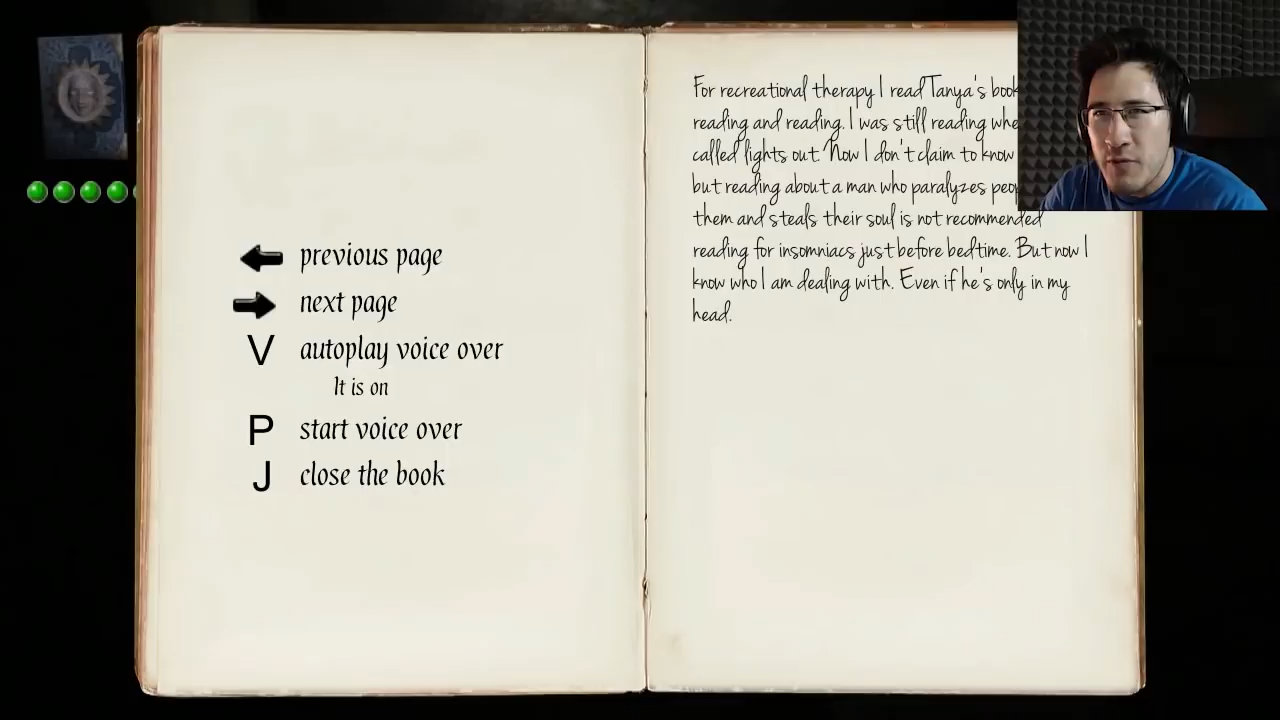 previous page
next page
V autoplay voice over
It is on
P start voice over
J close the book
For recreational therapy I read Tanya's book
reading and reading. I was still reading
called lights out. Now I don't claim to know
but reading about a man who paralyzes
them and steals their soul is not recommended
reading for insomniacs just before bedtime. But now I
know who I am dealing with. Even if he's only in my
head.